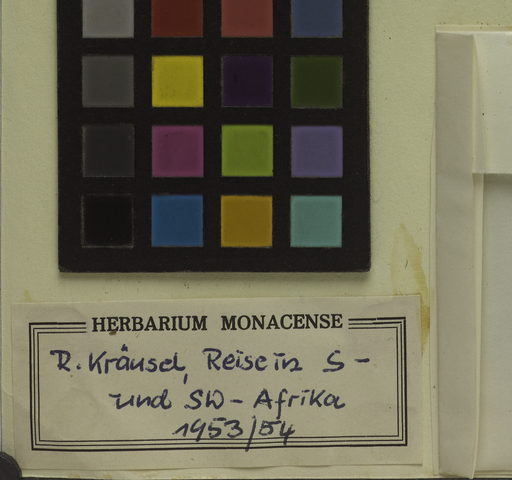 HERBARIUM MONACENSE
R. Kräusel, Reise in S-
und SW-Afrika
1953/54